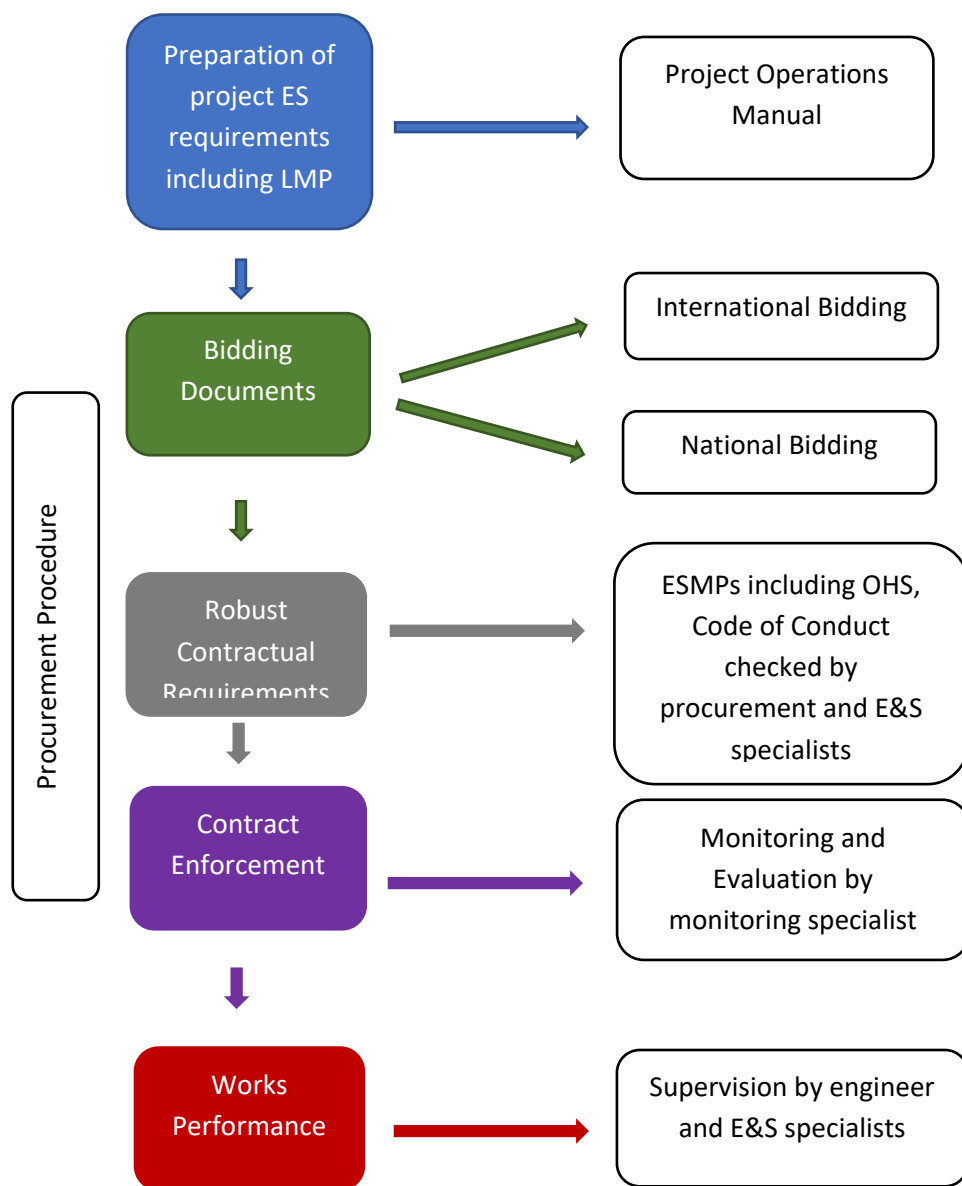 Preparation of
project ES
requirements
including LMP
Project Operations
Manual
Bidding
Documents
International Bidding
National Bidding
Procurement Procedure
Robust
Contractual
Requirements
ESMPs including OHS,
Code of Conduct
checked by
procurement and E&S
specialists
Contract
Enforcement
Monitoring and
Evaluation by
monitoring specialist
Works
Performance
Supervision by engineer
and E&S specialists